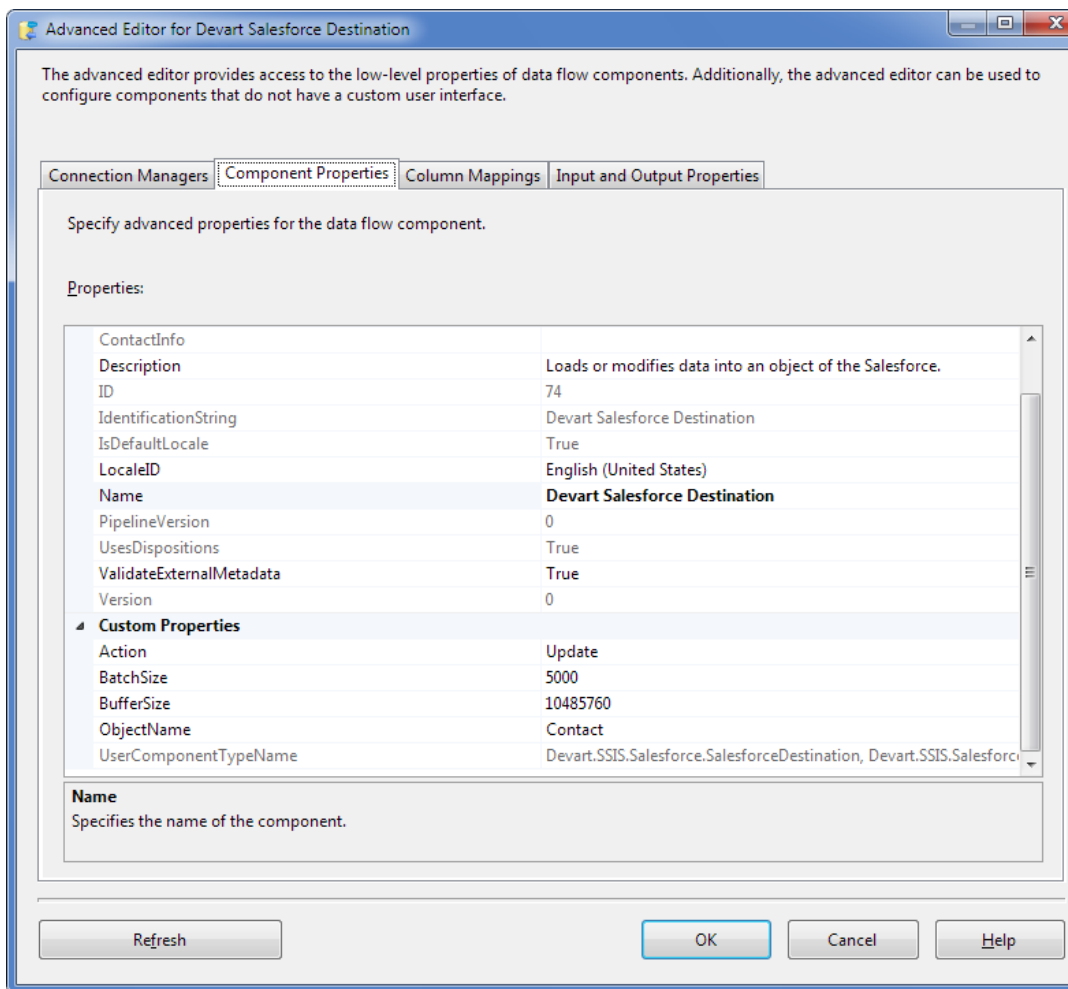 Advanced Editor for Devart Salesforce Destination
The advanced editor provides access to the low-level properties of data flow components. Additionally, the advanced editor can be used to
configure components that do not have a custom user interface.
Connection Managers Component Properties Column Mappings Input and Output Properties
Specify advanced properties for the data flow component.
Properties:
ContactInfo
Description Loads or modifies data into an object of the Salesforce.
ID 74
IdentificationString Devart Salesforce Destination
IsDefaultLocale True
LocaleID English (United States)
Name Devart Salesforce Destination
PipelineVersion 0
UsesDispositions True
ValidateExternalMetadata True
Version 0
Custom Properties
Action Update
BatchSize 5000
BufferSize 10485760
ObjectName Contact
UserComponentTypeName Devart.SSIS.Salesforce.SalesforceDestination, Devart.SSIS.Salesforc
Name
Specifies the name of the component.
Refresh OK Cancel Help